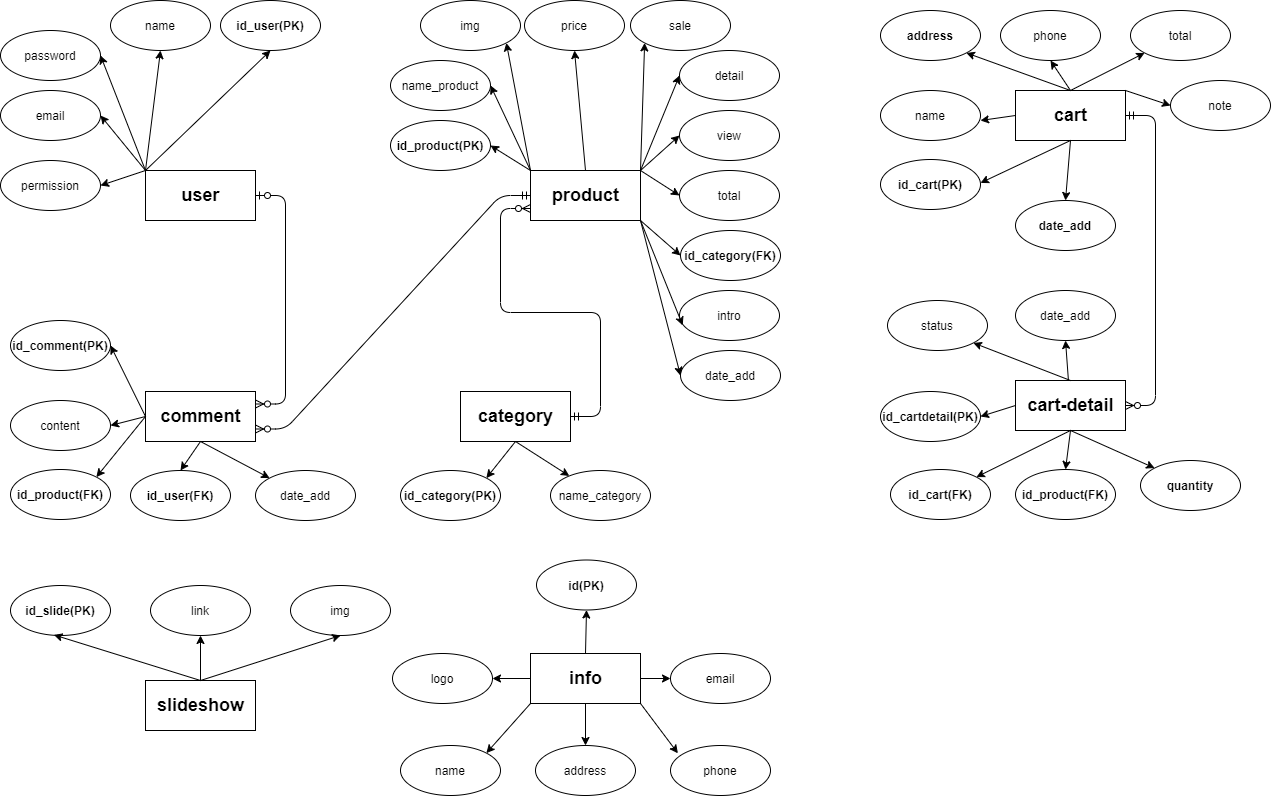 name
id_user(PK)
password
email
permission
user
img
price
sale
name_product
id_product(PK)
detail
view
total
id_category(FK)
intro
date_add
product
address
phone
total
name
note
id_cart(PK)
date_add
cart
id_comment(PK)
content
id_product(FK)
id_user(FK)
date_add
comment
category
id_category(PK)
name_category
status
date_add
id_cartdetail(PK)
cart-detail
id_cart(FK)
id_product(FK)
quantity
id_slide(PK)
link
img
slideshow
id(PK)
logo
info
email
name
address
phone